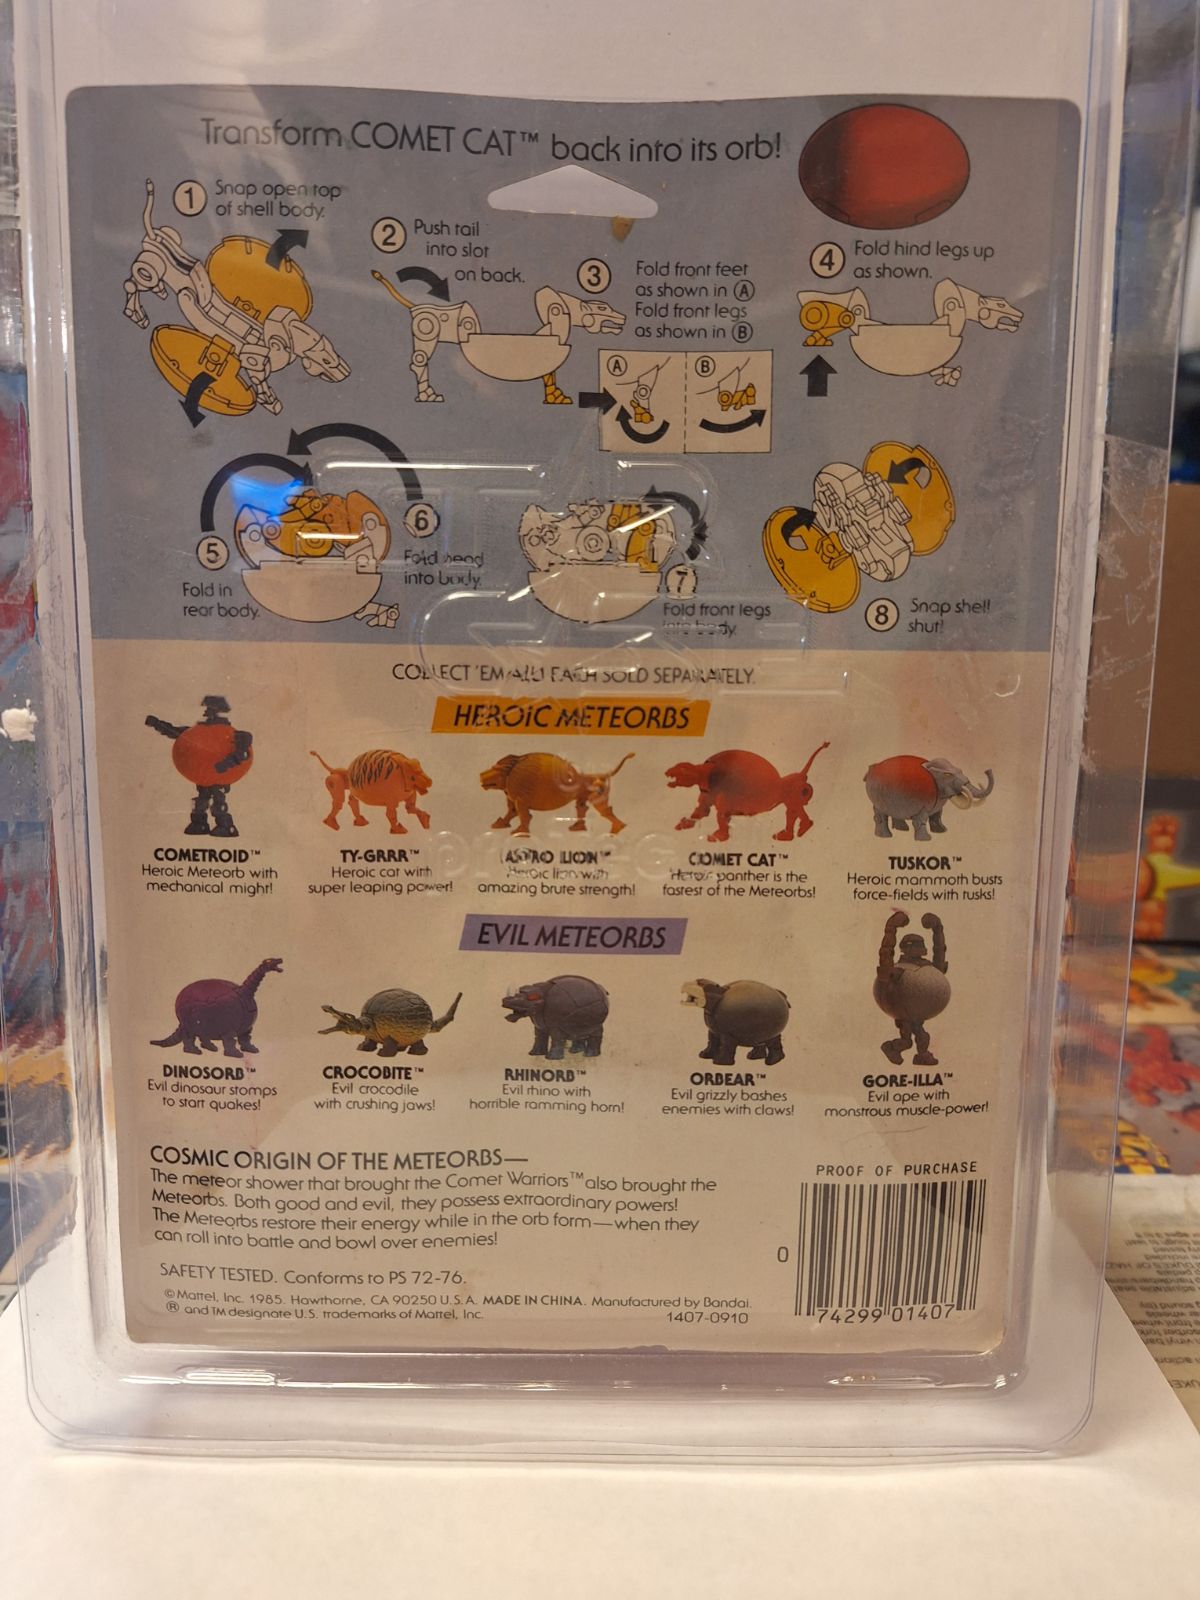 Transform COMET CAT™ back into its orb!
1 Snap open top
of shell body.
2 Push tail
into slot
on back.
3 Fold front feet
as shown in Ⓐ
Fold front legs
as shown in Ⓑ
A B
4 Fold hind legs up
as shown.
5
Fold in
rear body.
6
Fold head
into body.
7
Fold front legs
into body.
8 Snap shell
shut!
COLLECT 'EM ALL! EACH SOLD SEPARATELY.
HEROIC METEORBS
COMETROID™
Heroic Meteorb with
mechanical might!
TY-GRRR™
Heroic cat with
super leaping power!
ASTRO LION™
Heroic lion with
amazing brute strength!
COMET CAT™
Heroic panther is the
fastest of the Meteorbs!
TUSKOR™
Heroic mammoth busts
force-fields with tusks!
EVIL METEORBS
DINOSORB™
Evil dinosaur stomps
to start quakes!
CROCOBITE™
Evil crocodile
with crushing jaws!
RHINORB™
Evil rhino with
horrible ramming horn!
ORBEAR™
Evil grizzly bashes
enemies with claws!
GORE-ILLA™
Evil ape with
monstrous muscle-power!
COSMIC ORIGIN OF THE METEORBS—
The meteor shower that brought the Comet Warriors™ also brought the
Meteorbs. Both good and evil, they possess extraordinary powers!
The Meteorbs restore their energy while in the orb form—when they
can roll into battle and bowl over enemies!
SAFETY TESTED. Conforms to PS 72-76.
©Mattel, Inc. 1985. Hawthorne, CA 90250 U.S.A. MADE IN CHINA. Manufactured by Bandai.
® and TM designate U.S. trademarks of Mattel, Inc.
1407-0910
PROOF OF PURCHASE
0 74299 01407